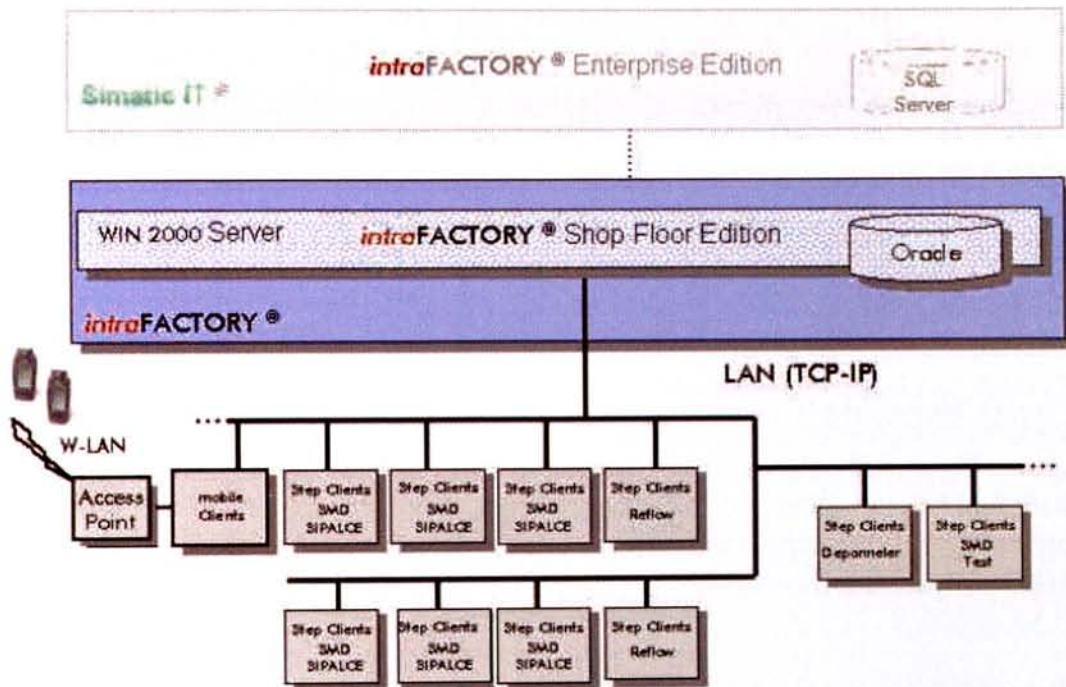 intraFACTORY ® Enterprise Edition
Simatic IT ®
SQL
Server
WIN 2000 Server
intraFACTORY ® Shop Floor Edition
Oracle
intraFACTORY ®
LAN (TCP-IP)
W-LAN
Access
Point
mobile
Clients
Step Clients
SMD
SIPALCE
Step Clients
SMD
SIPALCE
Step Clients
SMD
SIPALCE
Step Clients
Reflow
Step Clients
Depanneler
Step Clients
SMD
Test
Step Clients
SMD
SIPALCE
Step Clients
SMD
SIPALCE
Step Clients
SMD
SIPALCE
Step Clients
Reflow